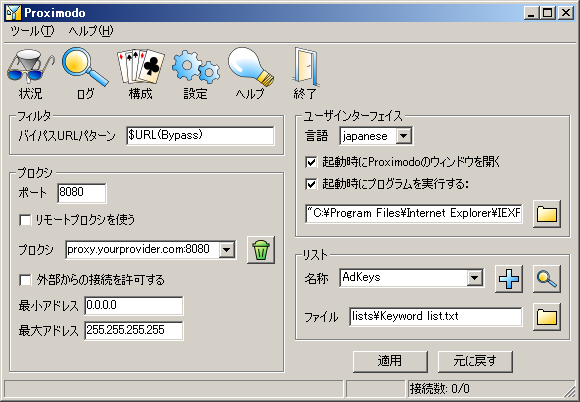 Proximodo
ツール(T) ヘルプ(H)
状況 ログ 構成 設定 ヘルプ 終了
フィルタ
バイパスURLパターン $URL(Bypass)
プロクシ
ポート 8080
リモートプロクシを使う
プロクシ proxy.yourprovider.com:8080
外部からの接続を許可する
最小アドレス 0.0.0.0
最大アドレス 255.255.255.255
ユーザインターフェイス
言語 japanese
起動時にProximodoのウィンドウを開く
起動時にプログラムを実行する:
"C:¥Program Files¥Internet Explorer¥IEXF
リスト
名称 AdKeys
ファイル lists¥Keyword list.txt
適用 元に戻す
接続数: 0/0